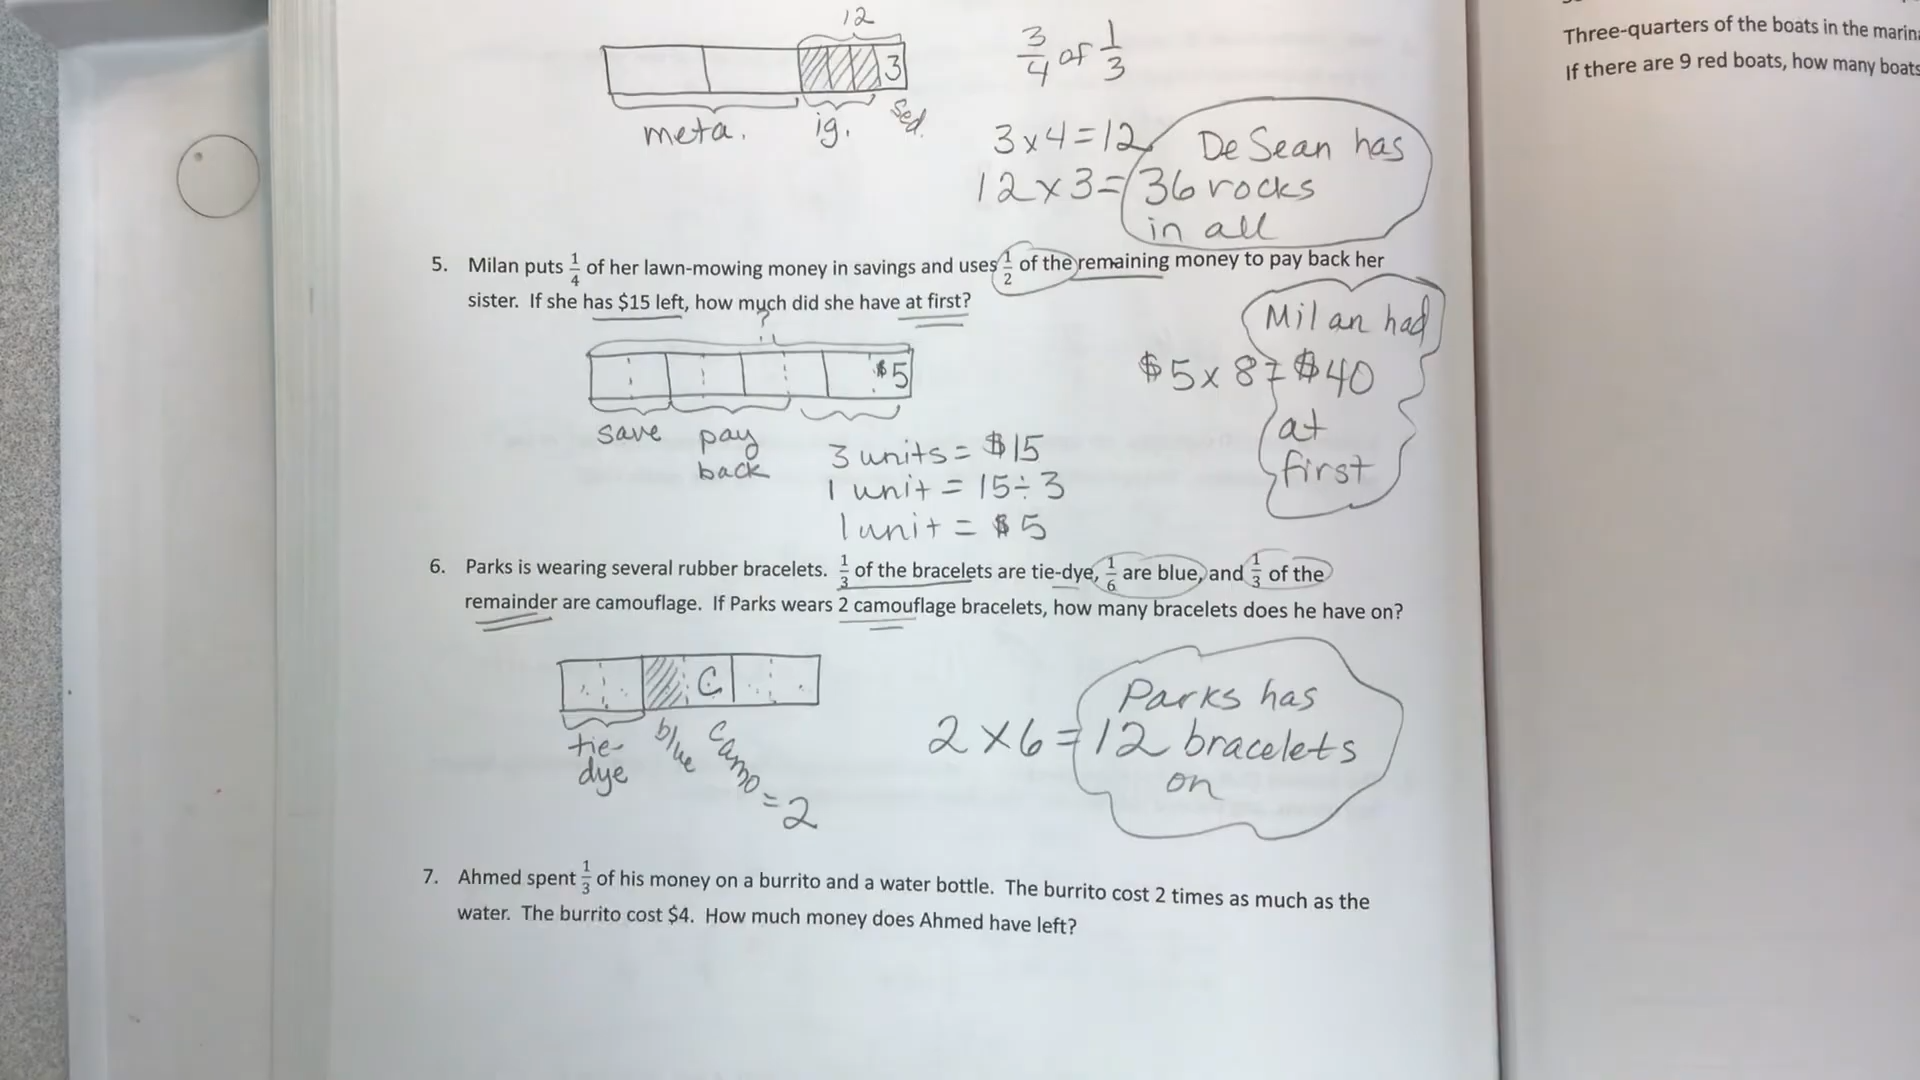 12
3
3/4 of 1/3
meta. ig. sed.
3 x 4 = 12
De Sean has
12 x 3 = 36 rocks
in all
5. Milan puts 1/4 of her lawn-mowing money in savings and uses 1/2 of the remaining money to pay back her
sister. If she has $15 left, how much did she have at first?
?
$5
save pay
back
3 units = $15
1 unit = 15 ÷ 3
1 unit = $5
Milan had
$5 x 8 = $40
at
first
6. Parks is wearing several rubber bracelets. 1/3 of the bracelets are tie-dye, 1/6 are blue, and 1/3 of the
remainder are camouflage. If Parks wears 2 camouflage bracelets, how many bracelets does he have on?
C
tie-
dye
blue
camo = 2
Parks has
2 x 6 = 12 bracelets
on
7. Ahmed spent 1/3 of his money on a burrito and a water bottle. The burrito cost 2 times as much as the
water. The burrito cost $4. How much money does Ahmed have left?
Three-quarters of the boats in the marin
If there are 9 red boats, how many boats